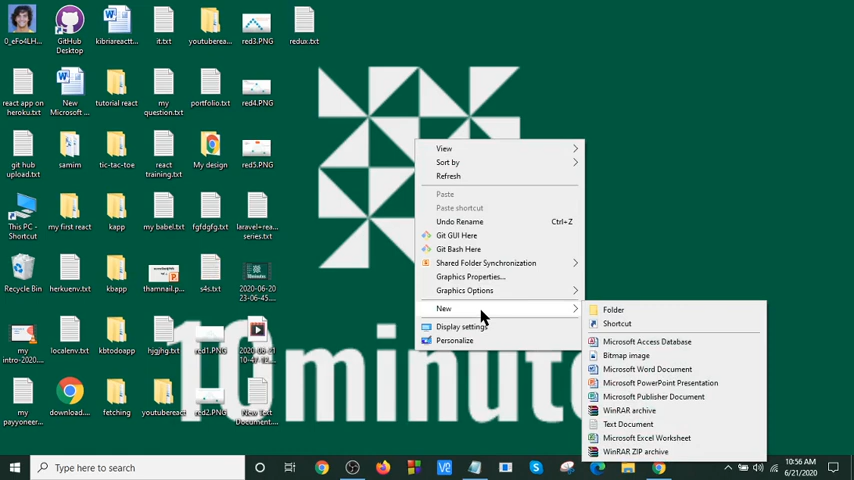 0_eFo4LH...
GitHub Desktop
kibriareactt...
it.txt
youtuberea...
red3.PNG
redux.txt
react app on heroku.txt
New Microsoft ...
tutorial react
my question.txt
portfolio.txt
red4.PNG
git hub upload.txt
samim
tic-tac-toe
react training.txt
My design
red5.PNG
This PC - Shortcut
my first react
kapp
my babel.txt
fgfdgfg.txt
laravel+rea... series.txt
Recycle Bin
herkuenv.txt
kbapp
thamnail.p...
s4s.txt
2020-06-20 23-06-45....
my intro-2020...
localenv.txt
kbtodoapp
hjgjhg.txt
red1.PNG
my payyoneer...
download....
fetching
youtubereact
red2.PNG
New Text Document....
10minute
View
Sort by
Refresh
Paste
Paste shortcut
Undo Rename Ctrl+Z
Git GUI Here
Git Bash Here
Shared Folder Synchronization
Graphics Properties...
Graphics Options
New
Display settings
Personalize
Folder
Shortcut
Microsoft Access Database
Bitmap image
Microsoft Word Document
Microsoft PowerPoint Presentation
Microsoft Publisher Document
WinRAR archive
Text Document
Microsoft Excel Worksheet
WinRAR ZIP archive
Type here to search
10:56 AM
6/21/2020